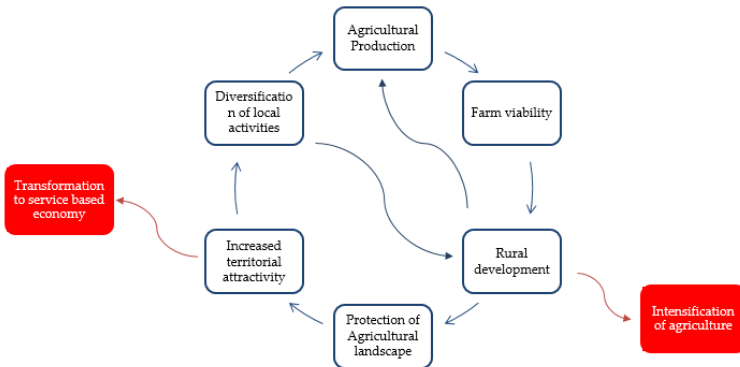 Agricultural
Production
Diversificatio
n of local
activities
Farm viability
Transformation
to service based
economy
Increased
territorial
attractivity
Rural
development
Protection of
Agricultural
landscape
Intensification
of agriculture